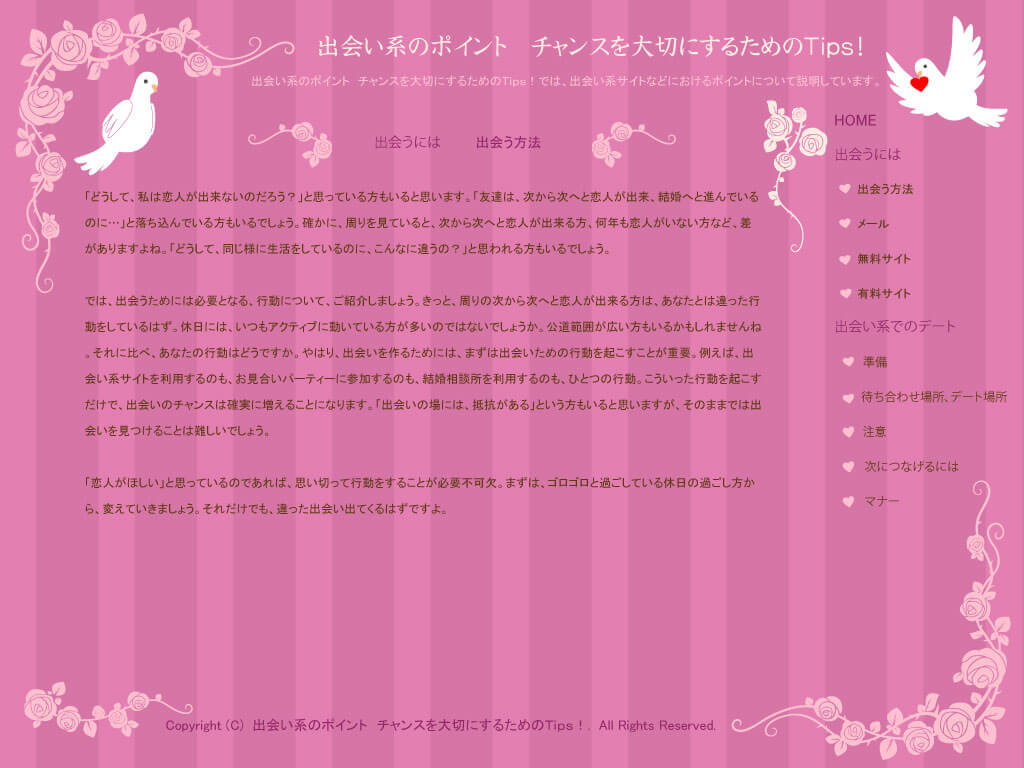 出会い系のポイント　チャンスを大切にするためのTips！
出会い系のポイント　チャンスを大切にするためのTips！では、出会い系サイトなどにおけるポイントについて説明しています。
出会うには　出会う方法
「どうして、私は恋人が出来ないのだろう？」と思っている方もいると思います。「友達は、次から次へと恋人が出来、結婚へと進んでいる
のに…」と落ち込んでいる方もいるでしょう。確かに、周りを見ていると、次から次へと恋人が出来る方、何年も恋人がいない方など、差
がありますよね。「どうして、同じ様に生活をしているのに、こんなに違うの？」と思われる方もいるでしょう。
では、出会うためには必要となる、行動について、ご紹介しましょう。きっと、周りの次から次へと恋人が出来る方は、あなたとは違った行
動をしているはず。休日には、いつもアクティブに動いている方が多いのではないでしょうか。公道範囲が広い方もいるかもしれませんね
。それに比べ、あなたの行動はどうですか。やはり、出会いを作るためには、まずは出会いための行動を起こすことが重要。例えば、出
会い系サイトを利用するのも、お見合いパーティーに参加するのも、結婚相談所を利用するのも、ひとつの行動。こういった行動を起こす
だけで、出会いのチャンスは確実に増えることになります。「出会いの場には、抵抗がある」という方もいると思いますが、そのままでは出
会いを見つけることは難しいでしょう。
「恋人がほしい」と思っているのであれば、思い切って行動をすることが必要不可欠。まずは、ゴロゴロと過ごしている休日の過ごし方か
ら、変えていきましょう。それだけでも、違った出会い出てくるはずですよ。
HOME
出会うには
出会う方法
メール
無料サイト
有料サイト
出会い系でのデート
準備
待ち合わせ場所、デート場所
注意
次につなげるには
マナー
Copyright (C) 出会い系のポイント　チャンスを大切にするためのTips！. All Rights Reserved.